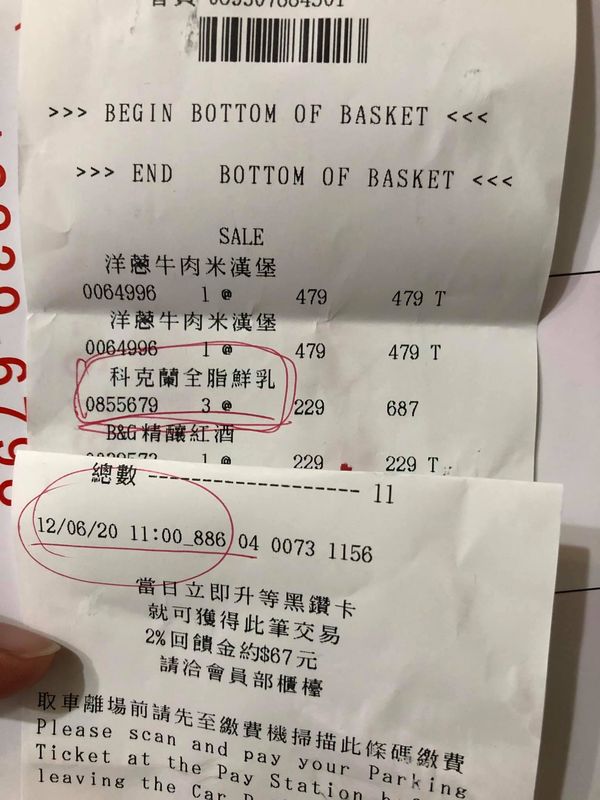 >>> BEGIN BOTTOM OF BASKET <<<
>>> END BOTTOM OF BASKET <<<
SALE
洋蔥牛肉米漢堡
0064996 1 @ 479 479 T
洋蔥牛肉米漢堡
0064996 1 @ 479 479 T
科克蘭全脂鮮乳
0855679 3 @ 229 687
B&G精釀紅酒
1 @ 229 229 T
總數 -------------------- 11
12/06/20 11:00_886 04 0073 1156
當日立即升等黑鑽卡
就可獲得此筆交易
2%回饋金約$67元
請洽會員部櫃檯
取車離場前請先至繳費機掃描此條碼繳費
Please scan and pay your Parking
Ticket at the Pay Station
leaving the Car